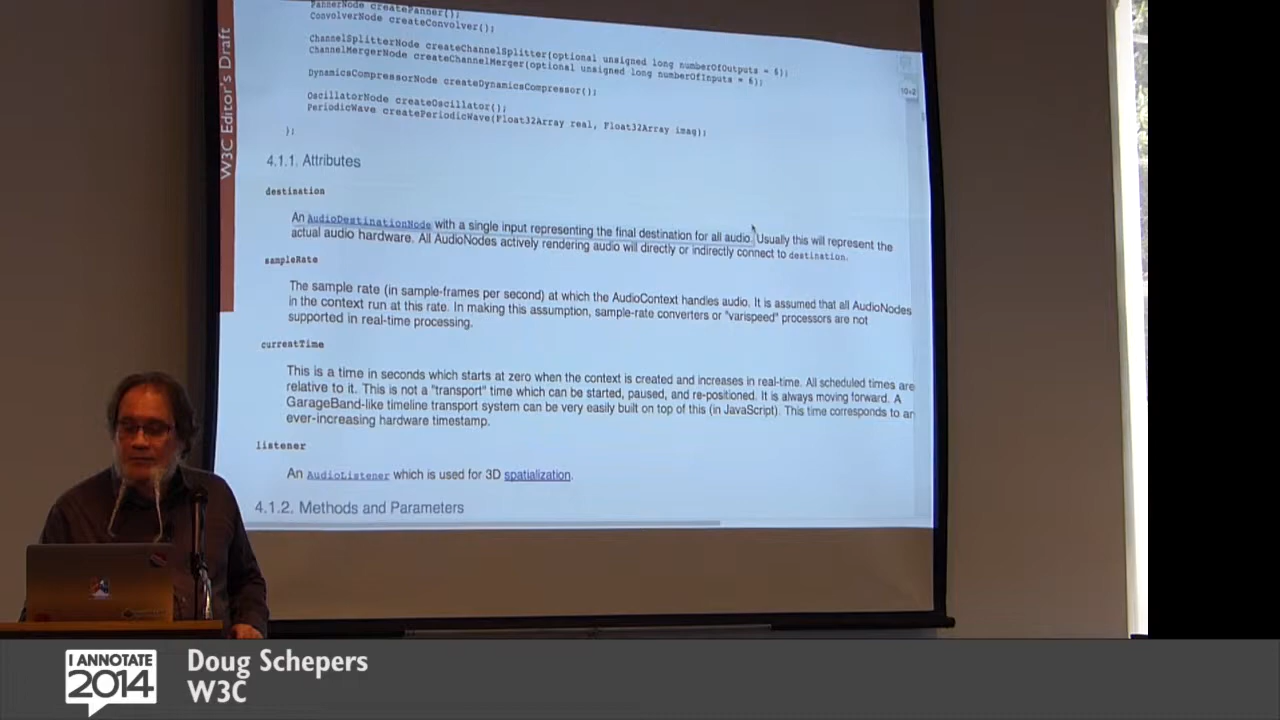 PannerNode createPanner();
ConvolverNode createConvolver();
ChannelSplitterNode createChannelSplitter(optional unsigned long numberOfOutputs = 6);
ChannelMergerNode createChannelMerger(optional unsigned long numberOfInputs = 6);
DynamicsCompressorNode createDynamicsCompressor();
OscillatorNode createOscillator();
PeriodicWave createPeriodicWave(Float32Array real, Float32Array imag);
};
W3C Editor's Draft
4.1.1. Attributes
destination
An AudioDestinationNode with a single input representing the final destination for all audio. Usually this will represent the
actual audio hardware. All AudioNodes actively rendering audio will directly or indirectly connect to destination.
sampleRate
The sample rate (in sample-frames per second) at which the AudioContext handles audio. It is assumed that all AudioNodes
in the context run at this rate. In making this assumption, sample-rate converters or "varispeed" processors are not
supported in real-time processing.
currentTime
This is a time in seconds which starts at zero when the context is created and increases in real-time. All scheduled times are
relative to it. This is not a "transport" time which can be started, paused, and re-positioned. It is always moving forward. A
GarageBand-like timeline transport system can be very easily built on top of this (in JavaScript). This time corresponds to an
ever-increasing hardware timestamp.
listener
An AudioListener which is used for 3D spatialization.
4.1.2. Methods and Parameters
I ANNOTATE
2014
Doug Schepers
W3C